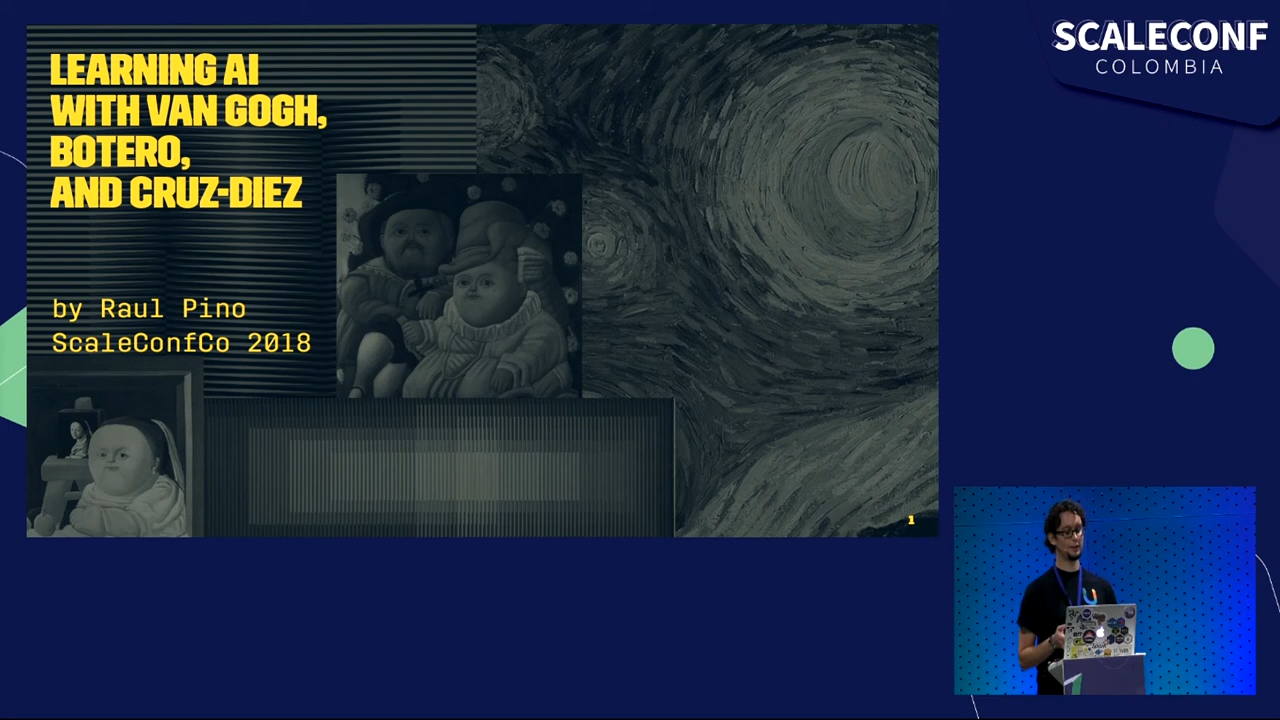 LEARNING AI
WITH VAN GOGH,
BOTERO,
AND CRUZ-DIEZ
by Raul Pino
ScaleConfCo 2018
1
SCALECONF
COLOMBIA